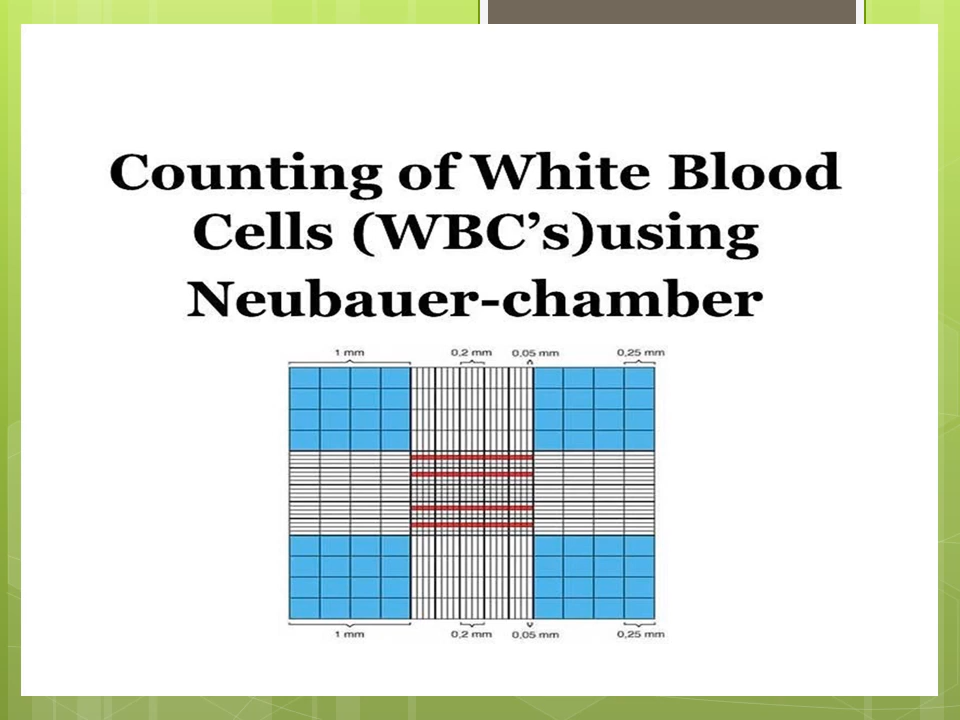 Counting of White Blood
Cells (WBC’s)using
Neubauer-chamber
1 mm 0,2 mm 0,05 mm 0,25 mm
1 mm 0,2 mm 0,05 mm 0,25 mm